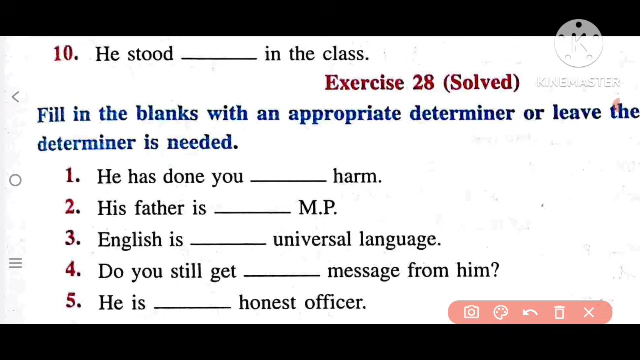 10. He stood ________ in the class.
Exercise 28 (Solved)
KINEMASTER
Fill in the blanks with an appropriate determiner or leave the
determiner is needed.
1. He has done you ________ harm.
2. His father is ________ M.P.
3. English is ________ universal language.
4. Do you still get ________ message from him?
5. He is ________ honest officer.